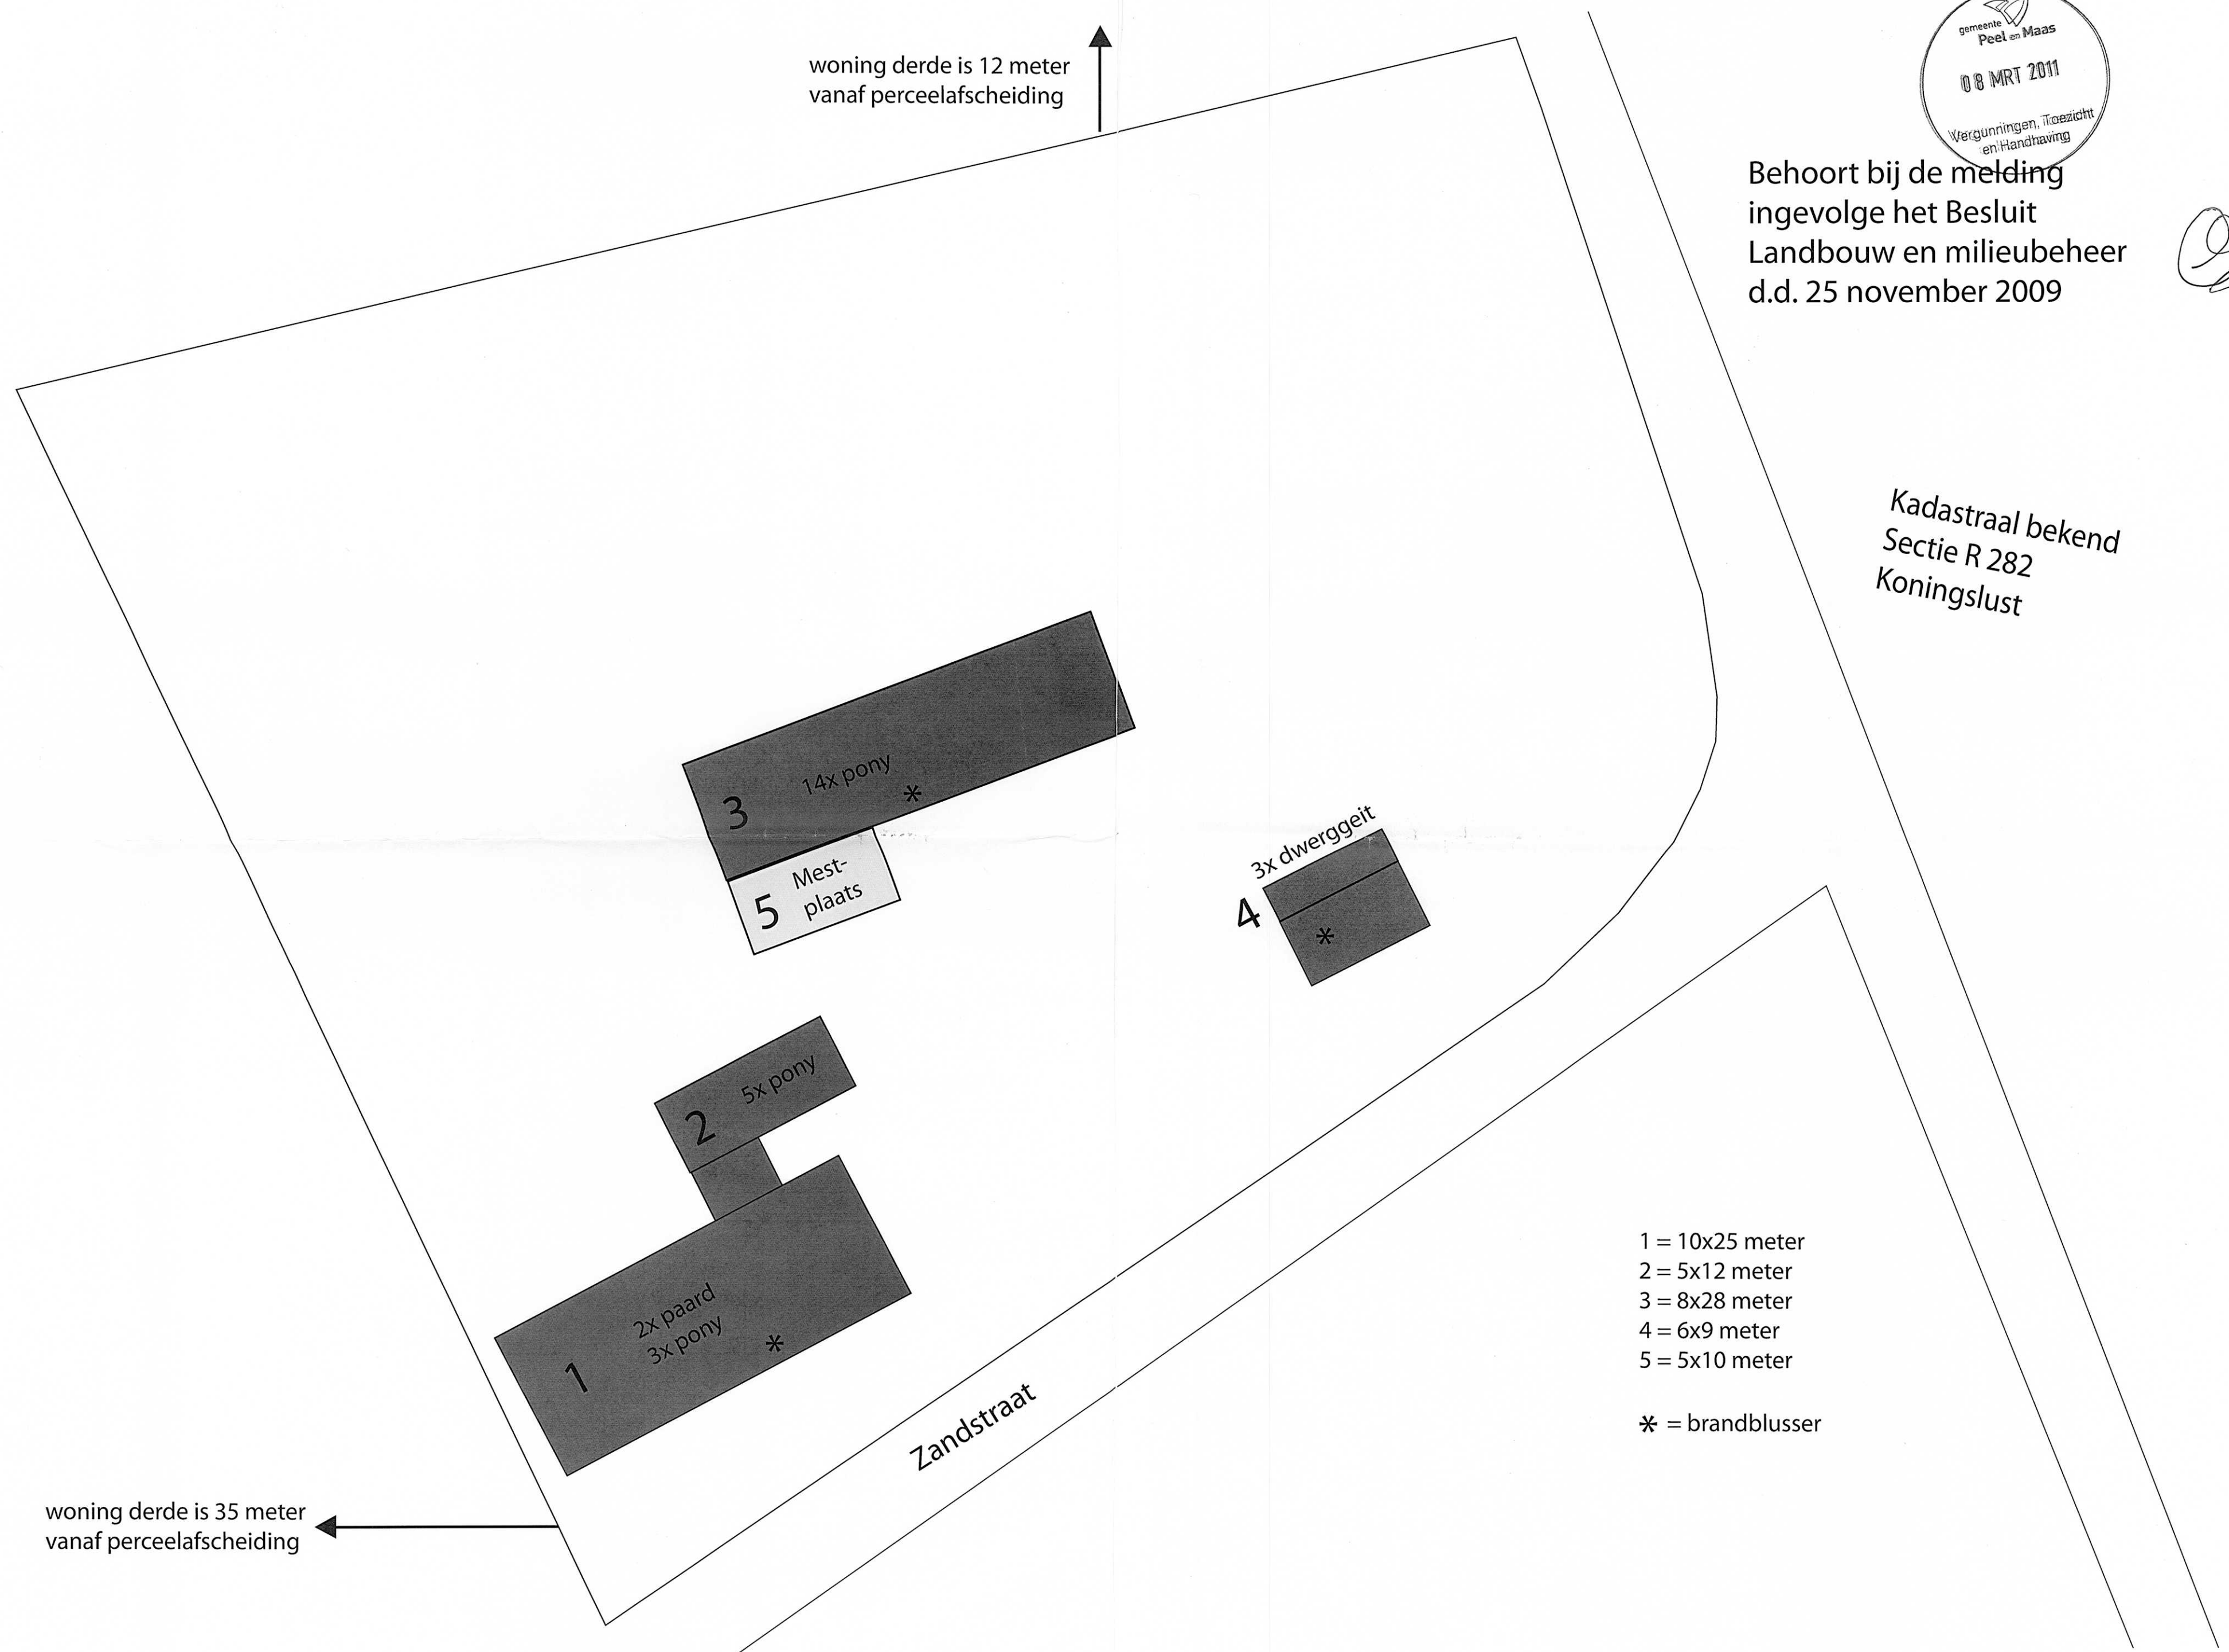 woning derde is 12 meter
vanaf perceelafscheiding
gemeente
Peel en Maas
08 MRT 2011
Vergunningen, Toezicht
en Handhaving
Behoort bij de melding
ingevolge het Besluit
Landbouw en milieubeheer
d.d. 25 november 2009
Kadastraal bekend
Sectie R 282
Koningslust
3
14x pony
*
5
Mest-
plaats
3x dwerggeit
4
*
2
5x pony
1
2x paard
3x pony
*
Zandstraat
1 = 10x25 meter
2 = 5x12 meter
3 = 8x28 meter
4 = 6x9 meter
5 = 5x10 meter
* = brandblusser
woning derde is 35 meter
vanaf perceelafscheiding